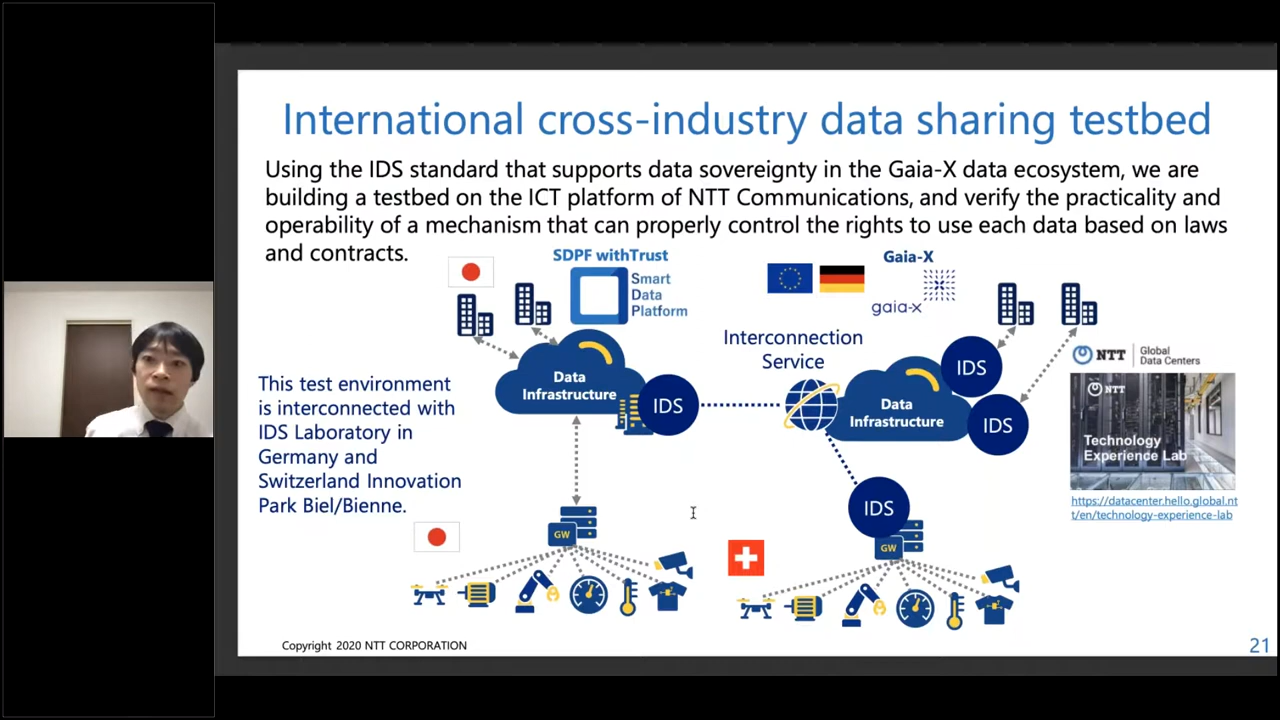 International cross-industry data sharing testbed
Using the IDS standard that supports data sovereignty in the Gaia-X data ecosystem, we are
building a testbed on the ICT platform of NTT Communications, and verify the practicality and
operability of a mechanism that can properly control the rights to use each data based on laws
and contracts.
SDPF withTrust
Smart
Data
Platform
Gaia-X
gaia-x
Interconnection
Service
Data
Infrastructure
IDS
Data
Infrastructure
IDS
IDS
IDS
NTT
Global
Data Centers
NTT
Technology
Experience Lab
https://datacenter.hello.global.nt
t/en/technology-experience-lab
This test environment
is interconnected with
IDS Laboratory in
Germany and
Switzerland Innovation
Park Biel/Bienne.
GW
GW
Copyright 2020 NTT CORPORATION
21